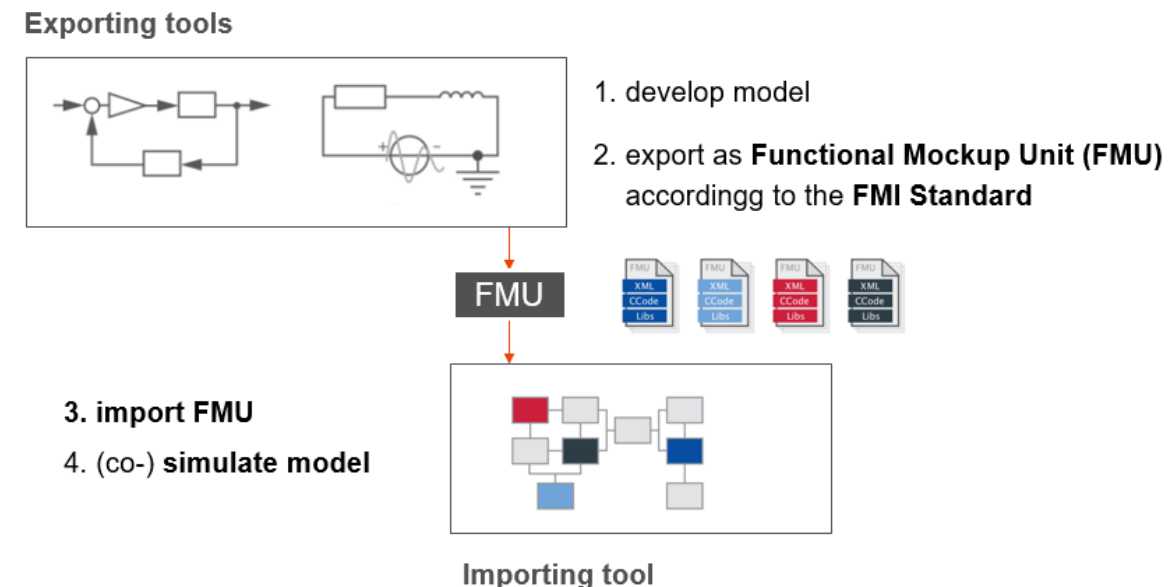 Exporting tools
1. develop model
2. export as Functional Mockup Unit (FMU)
accordingg to the FMI Standard
+
-
FMU
FMU
XML
CCode
Libs
FMU
XML
CCode
Libs
FMU
XML
CCode
Libs
FMU
XML
CCode
Libs
3. import FMU
4. (co-) simulate model
Importing tool